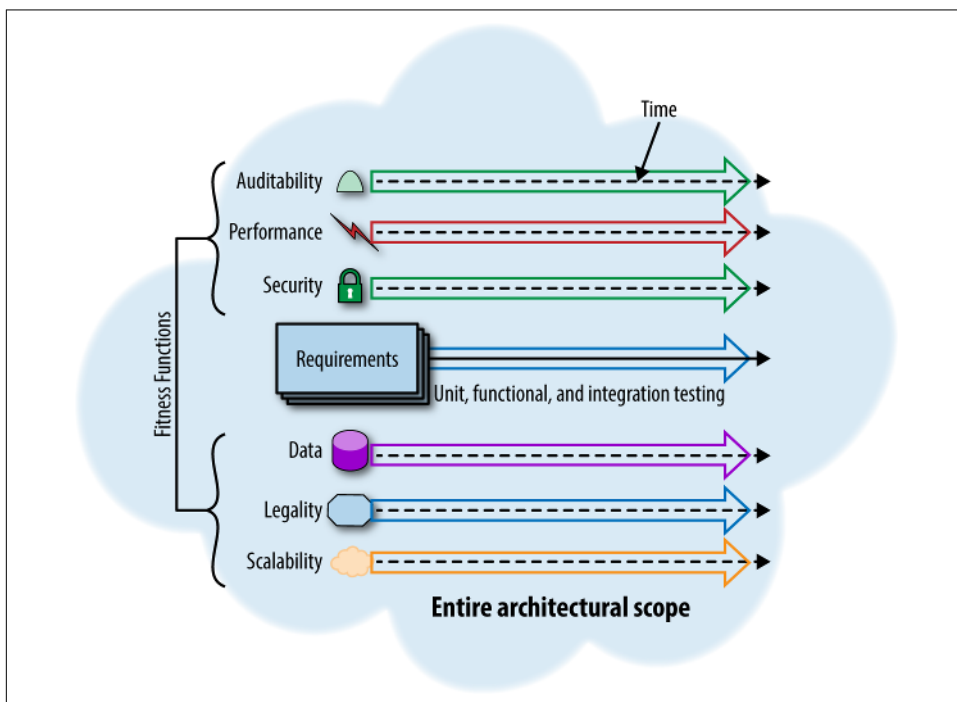 Time
Auditability
Performance
Security
Fitness Functions
Requirements
Unit, functional, and integration testing
Data
Legality
Scalability
Entire architectural scope